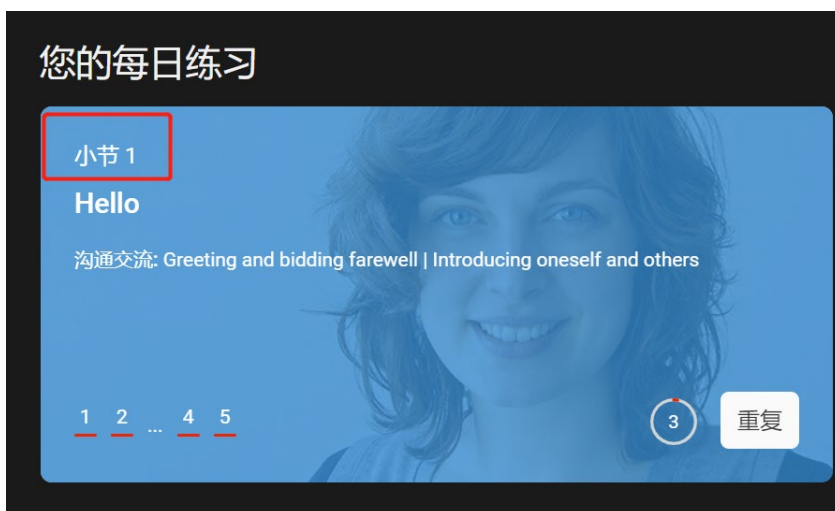 您的每日练习
小节 1
Hello
沟通交流: Greeting and bidding farewell | Introducing oneself and others
1 2 ... 4 5
3
重复